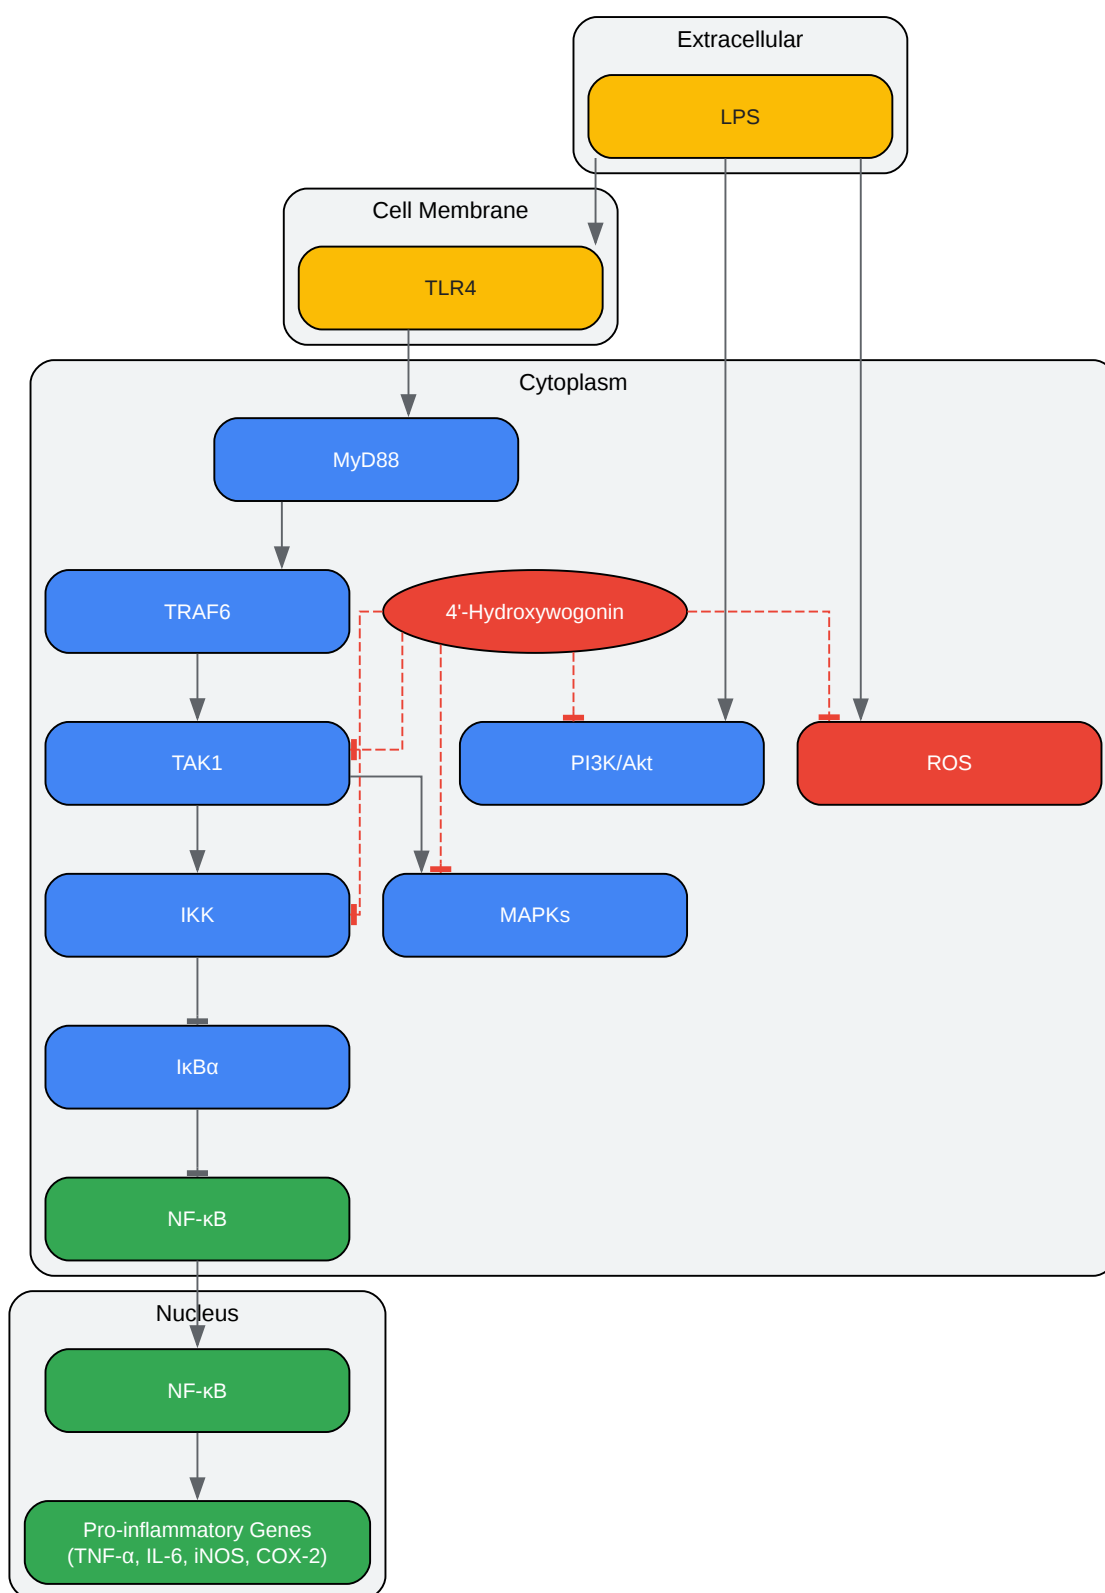 Extracellular
LPS
Cell Membrane
TLR4
Cytoplasm
MyD88
TRAF6
4'-Hydroxywogonin
TAK1
PI3K/Akt
ROS
IKK
MAPKs
IκBα
NF-κB
Nucleus
NF-κB
Pro-inflammatory Genes
(TNF-α, IL-6, iNOS, COX-2)